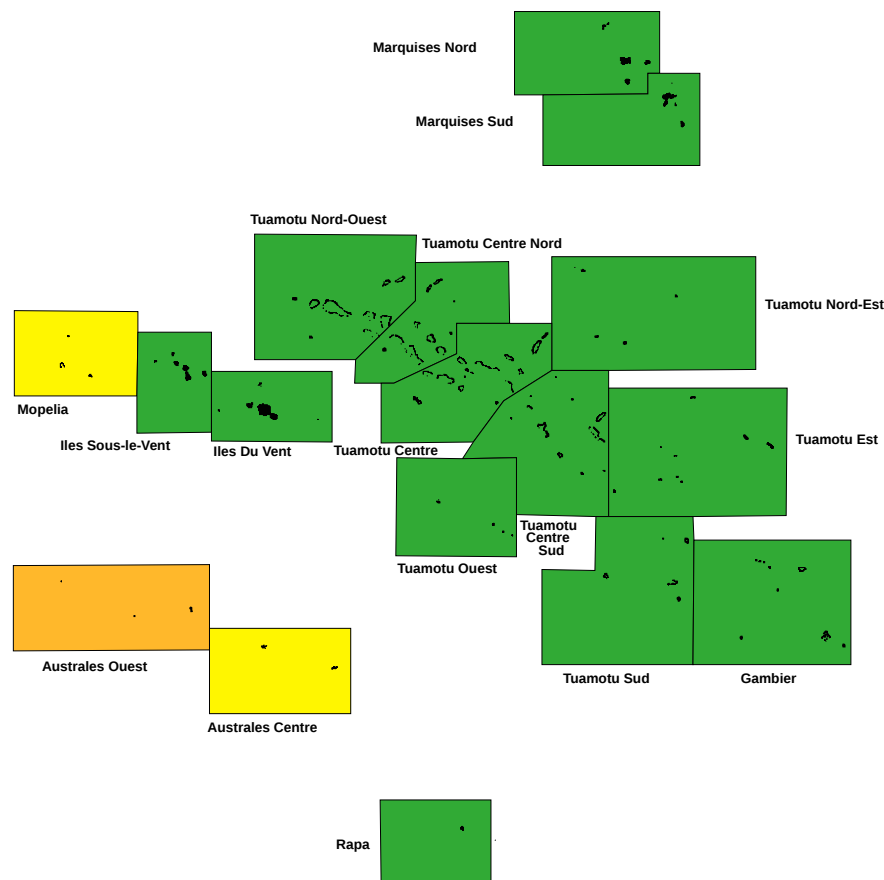 Marquises Nord
Marquises Sud
Tuamotu Nord-Ouest
Tuamotu Centre Nord
Tuamotu Nord-Est
Mopelia
Iles Sous-le-Vent
Iles Du Vent
Tuamotu Centre
Tuamotu Est
Tuamotu
Centre
Sud
Tuamotu Ouest
Australes Ouest
Tuamotu Sud
Gambier
Australes Centre
Rapa